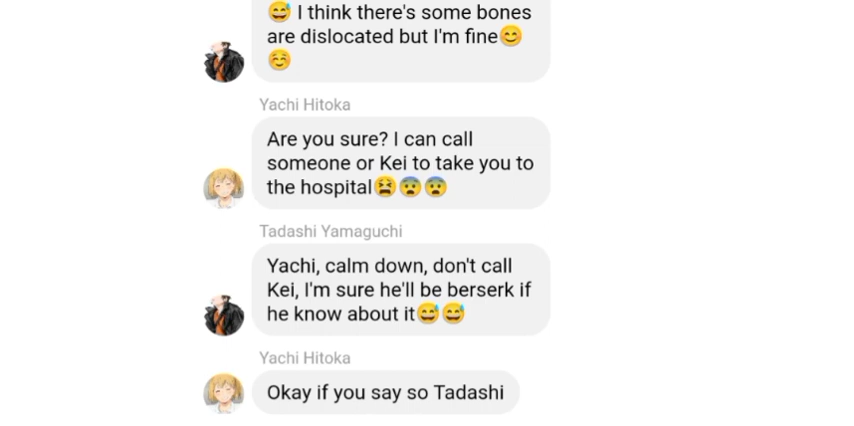 😅 I think there's some bones
are dislocated but I'm fine😊
☺️
Yachi Hitoka
Are you sure? I can call
someone or Kei to take you to
the hospital😫😨😨
Tadashi Yamaguchi
Yachi, calm down, don't call
Kei, I'm sure he'll be berserk if
he know about it😅😅
Yachi Hitoka
Okay if you say so Tadashi